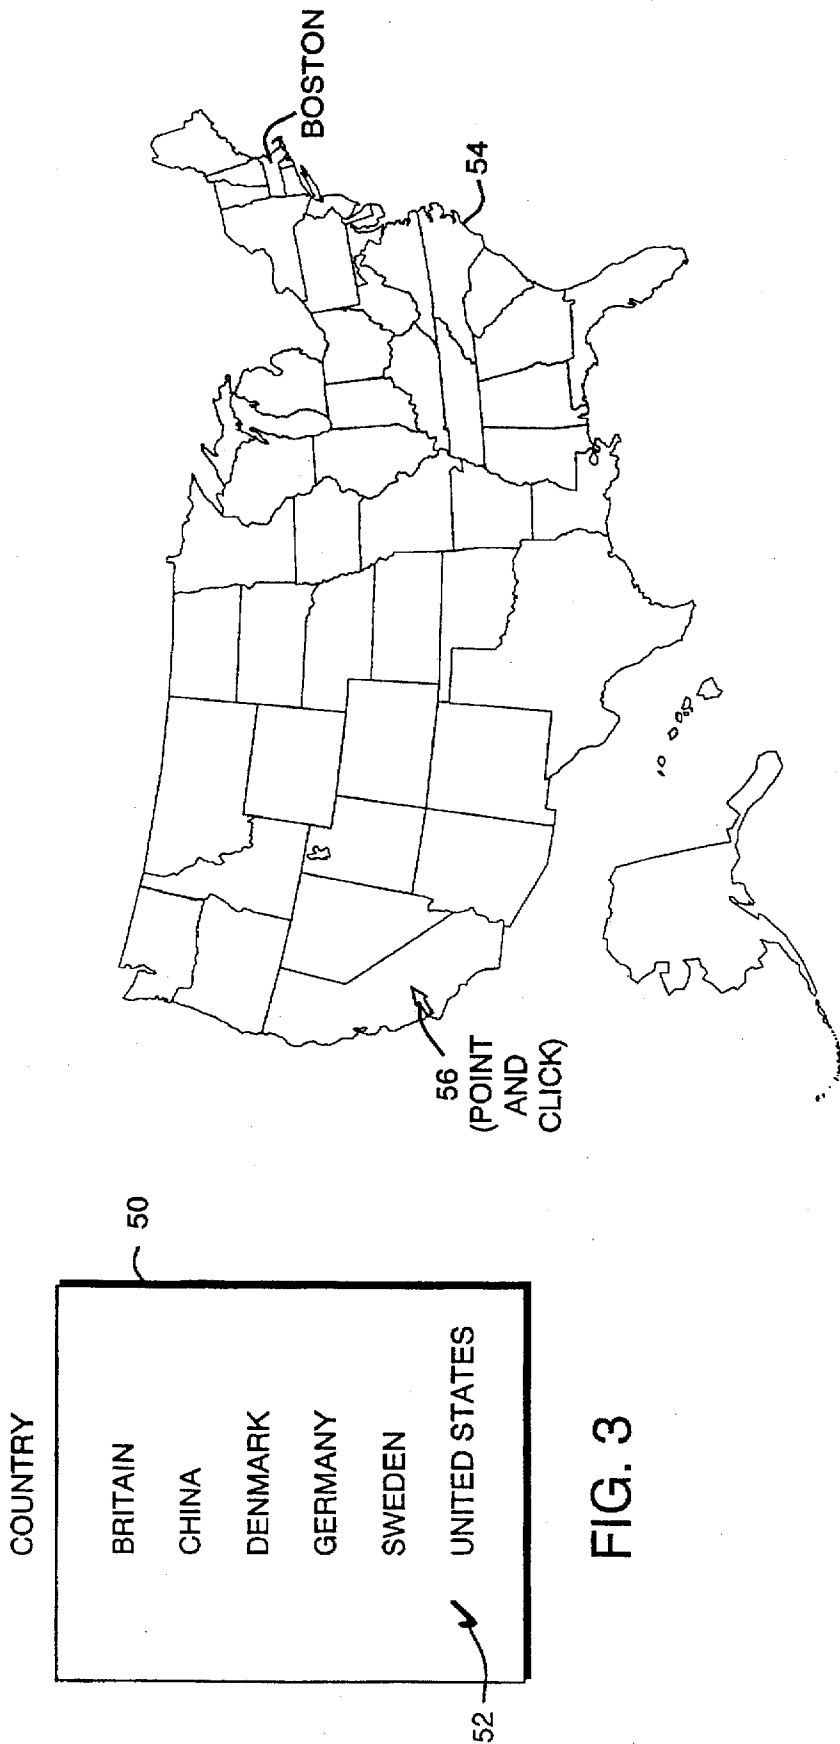 COUNTRY
BRITAIN
CHINA
DENMARK
GERMANY
SWEDEN
UNITED STATES
50
52
56
(POINT
AND
CLICK)
BOSTON
54
FIG. 3